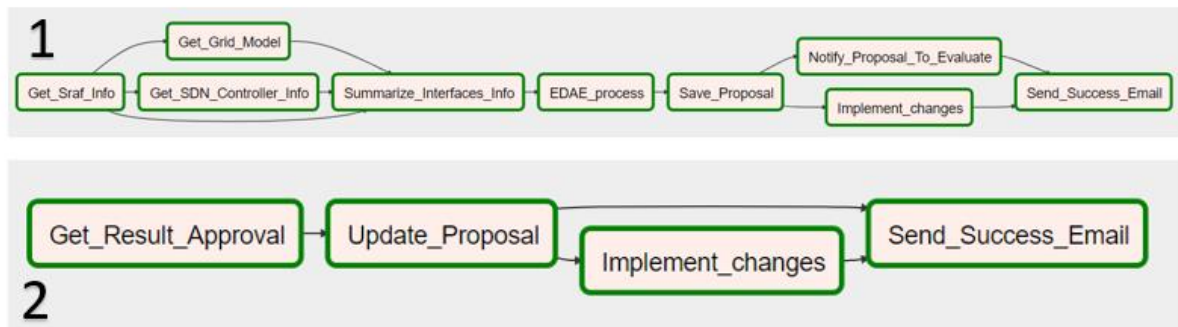 1
Get_Grid_Model
Notify_Proposal_To_Evaluate
Get_Sraf_Info
Get_SDN_Controller_Info
Summarize_Interfaces_Info
EDAE_process
Save_Proposal
Send_Success_Email
Implement_changes
Get_Result_Approval
Update_Proposal
Send_Success_Email
Implement_changes
2